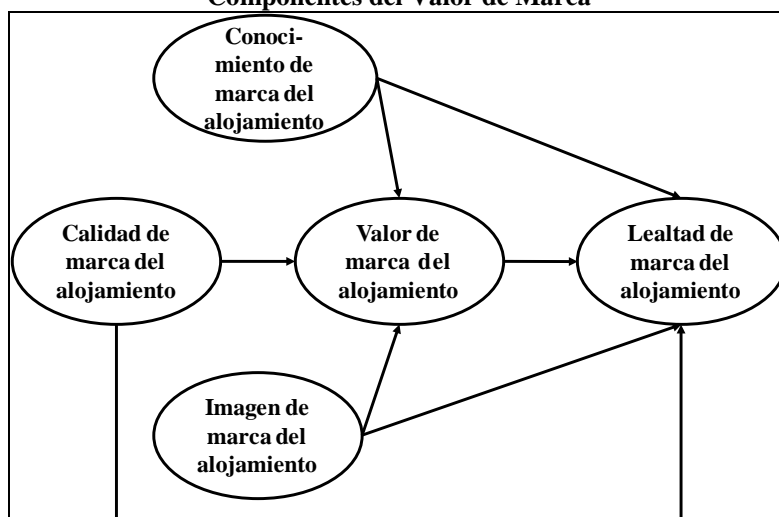 Componentes del Valor de Marca
Conoci-
miento de
marca del
alojamiento
Calidad de
marca del
alojamiento
Valor de
marca del
alojamiento
Lealtad de
marca del
alojamiento
Imagen de
marca del
alojamiento